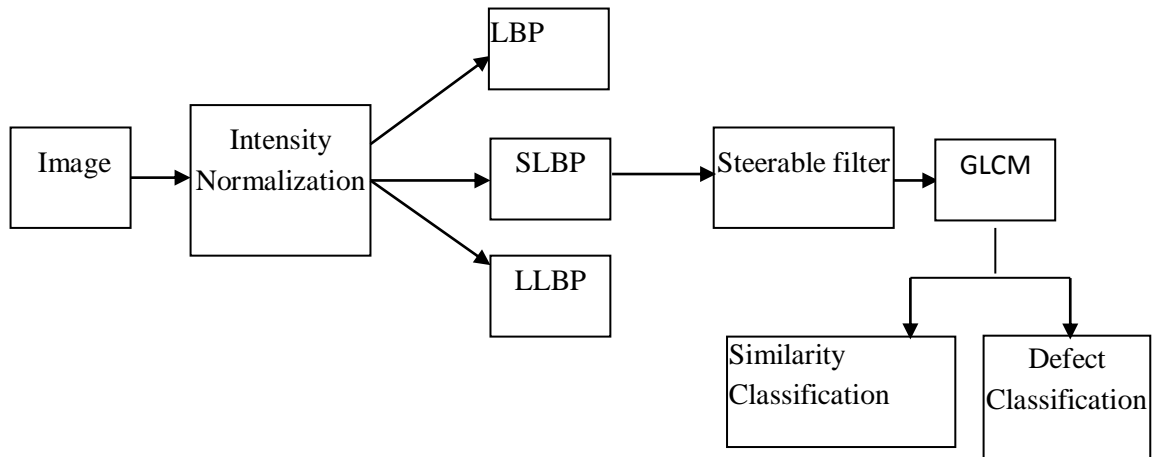 LBP
Image
Intensity
Normalization
SLBP
Steerable filter
GLCM
LLBP
Similarity
Classification
Defect
Classification